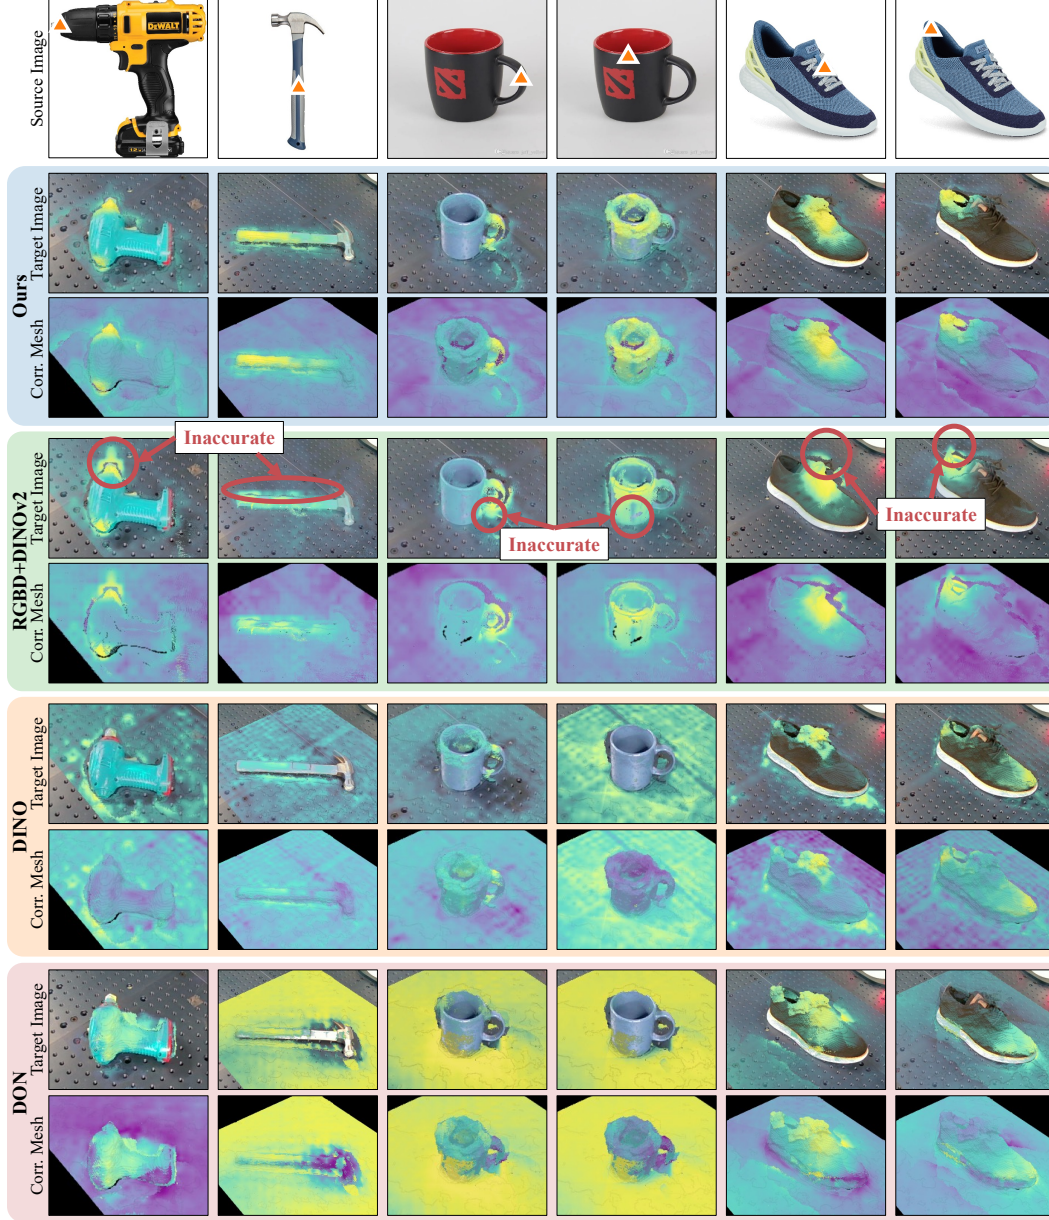 Source Image
DEWALT
Ours
Target Image
Corr. Mesh
RGBD+DINOv2
Target Image
Corr. Mesh
Inaccurate
Inaccurate
Inaccurate
DINO
Target Image
Corr. Mesh
DON
Target Image
Corr. Mesh